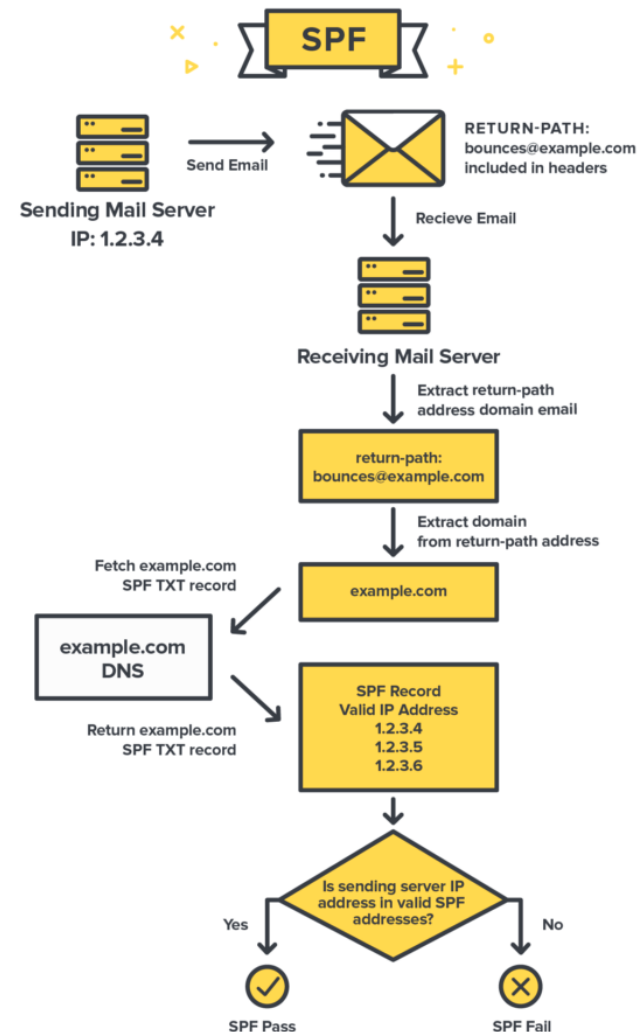 SPF
Send Email
RETURN-PATH:
bounces@example.com
included in headers
Sending Mail Server
IP: 1.2.3.4
Recieve Email
Receiving Mail Server
Extract return-path
address domain email
return-path:
bounces@example.com
Extract domain
from return-path address
Fetch example.com
SPF TXT record
example.com
example.com
DNS
SPF Record
Valid IP Address
1.2.3.4
1.2.3.5
1.2.3.6
Return example.com
SPF TXT record
Is sending server IP
address in valid SPF
addresses?
Yes
No
SPF Pass
SPF Fail